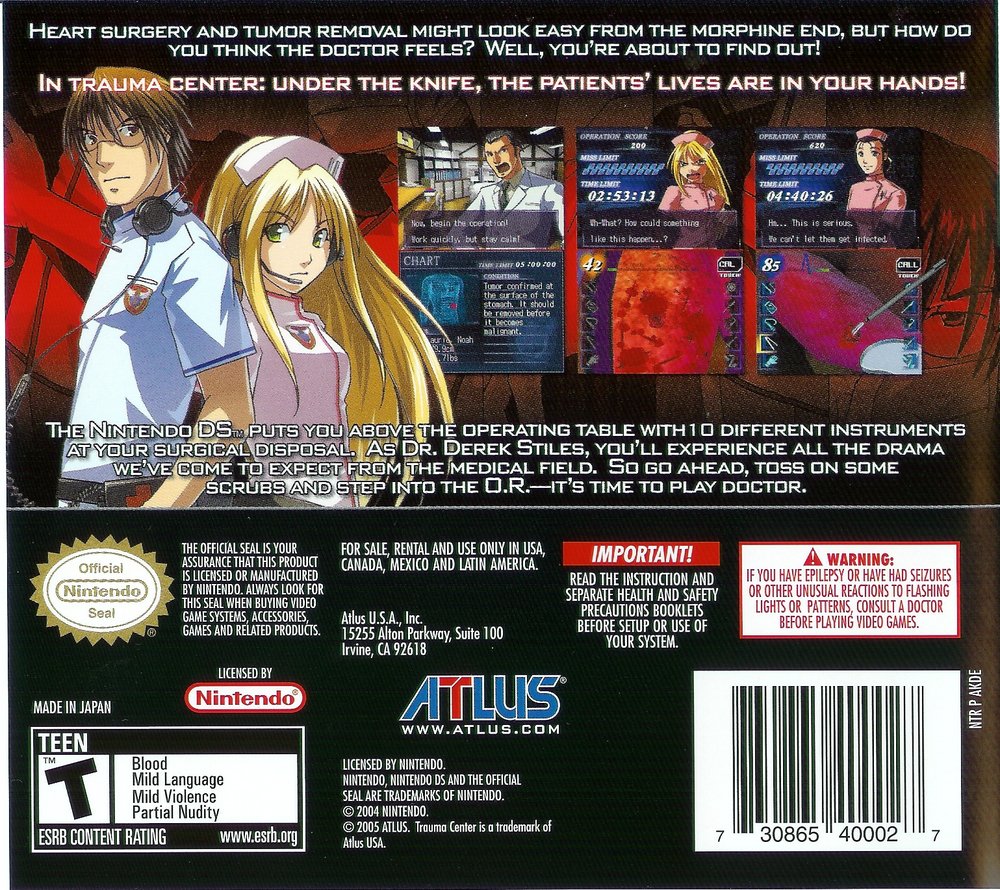 HEART SURGERY AND TUMOR REMOVAL MIGHT LOOK EASY FROM THE MORPHINE END, BUT HOW DO
YOU THINK THE DOCTOR FEELS? WELL, YOU'RE ABOUT TO FIND OUT!
IN TRAUMA CENTER: UNDER THE KNIFE, THE PATIENTS' LIVES ARE IN YOUR HANDS!
Now, begin the operation!
Work quickly, but stay calm!
CHART
TIME LIMIT 05:00:00
CONDITION
Tumor confirmed at
the surface of the
stomach. It should
be removed before
it becomes
malignant.
Noah
OPERATION SCORE
200
MISS LIMIT
TIME LIMIT
02:53:13
Wh-What? How could something
like this happen...?
42
CALL
TOUCH
OPERATION SCORE
620
MISS LIMIT
TIME LIMIT
04:40:26
Hm... This is serious.
We can't let them get infected.
85
CALL
TOUCH
THE NINTENDO DS™ PUTS YOU ABOVE THE OPERATING TABLE WITH 10 DIFFERENT INSTRUMENTS
AT YOUR SURGICAL DISPOSAL. AS DR. DEREK STILES, YOU'LL EXPERIENCE ALL THE DRAMA
WE'VE COME TO EXPECT FROM THE MEDICAL FIELD. SO GO AHEAD, TOSS ON SOME
SCRUBS AND STEP INTO THE O.R.—IT'S TIME TO PLAY DOCTOR.
Official
Nintendo
Seal
®
THE OFFICIAL SEAL IS YOUR
ASSURANCE THAT THIS PRODUCT
IS LICENSED OR MANUFACTURED
BY NINTENDO. ALWAYS LOOK FOR
THIS SEAL WHEN BUYING VIDEO
GAME SYSTEMS, ACCESSORIES,
GAMES AND RELATED PRODUCTS.
FOR SALE, RENTAL AND USE ONLY IN USA,
CANADA, MEXICO AND LATIN AMERICA.
Atlus U.S.A., Inc.
15255 Alton Parkway, Suite 100
Irvine, CA 92618
IMPORTANT!
READ THE INSTRUCTION AND
SEPARATE HEALTH AND SAFETY
PRECAUTIONS BOOKLETS
BEFORE SETUP OR USE OF
YOUR SYSTEM.
WARNING:
IF YOU HAVE EPILEPSY OR HAVE HAD SEIZURES
OR OTHER UNUSUAL REACTIONS TO FLASHING
LIGHTS OR PATTERNS, CONSULT A DOCTOR
BEFORE PLAYING VIDEO GAMES.
MADE IN JAPAN
LICENSED BY
Nintendo®
ATLUS®
WWW.ATLUS.COM
TEEN
T™
Blood
Mild Language
Mild Violence
Partial Nudity
ESRB CONTENT RATING www.esrb.org
LICENSED BY NINTENDO.
NINTENDO, NINTENDO DS AND THE OFFICIAL
SEAL ARE TRADEMARKS OF NINTENDO.
© 2004 NINTENDO.
© 2005 ATLUS. Trauma Center is a trademark of
Atlus USA.
NTR P AKDE
7 30865 40002 7